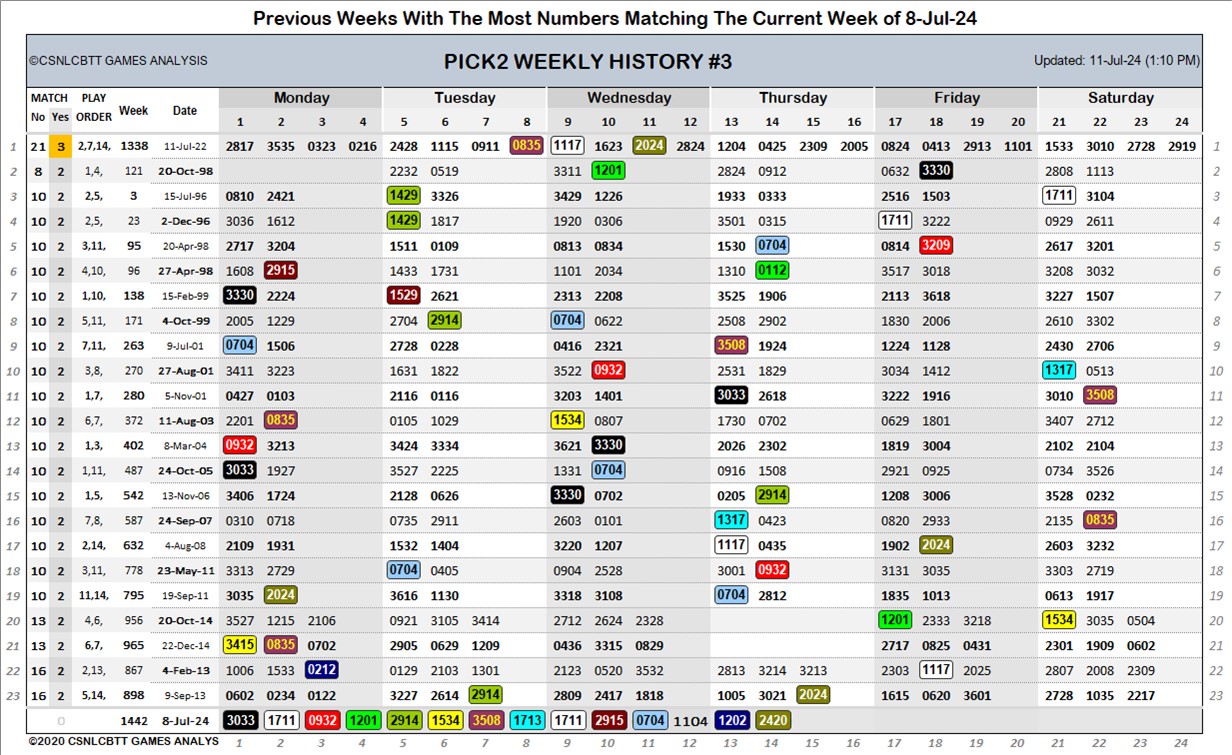 Previous Weeks With The Most Numbers Matching The Current Week of 8-Jul-24
©CSNLCBTT GAMES ANALYSIS PICK2 WEEKLY HISTORY #3 Updated: 11-Jul-24 (1:10 PM)
MATCH PLAY Week Date Monday Tuesday Wednesday Thursday Friday Saturday
No Yes ORDER 1 2 3 4 5 6 7 8 9 10 11 12 13 14 15 16 17 18 19 20 21 22 23 24
1 21 3 2,7,14, 1338 11-Jul-22 2817 3535 0323 0216 2428 1115 0911 0835 1117 1623 2024 2824 1204 0425 2309 2005 0824 0413 2913 1101 1533 3010 2728 2919 1
2 8 2 1,4, 121 20-Oct-98 2232 0519 3311 1201 2824 0912 0632 3330 2808 1113 2
3 10 2 2,5, 3 15-Jul-96 0810 2421 1429 3326 3429 1226 1933 0333 2516 1503 1711 3104 3
4 10 2 2,5, 23 2-Dec-96 3036 1612 1429 1817 1920 0306 3501 0315 1711 3222 0929 2611 4
5 10 2 3,11, 95 20-Apr-98 2717 3204 1511 0109 0813 0834 1530 0704 0814 3209 2617 3201 5
6 10 2 4,10, 96 27-Apr-98 1608 2915 1433 1731 1101 2034 1310 0112 3517 3018 3208 3032 6
7 10 2 1,10, 138 15-Feb-99 3330 2224 1529 2621 2313 2208 3525 1906 2113 3618 3227 1507 7
8 10 2 5,11, 171 4-Oct-99 2005 1229 2704 2914 0704 0622 2508 2902 1830 2006 2610 3302 8
9 10 2 7,11, 263 9-Jul-01 0704 1506 2728 0228 0416 2321 3508 1924 1224 1128 2430 2706 9
10 10 2 3,8, 270 27-Aug-01 3411 3223 1631 1822 3522 0932 2531 1829 3034 1412 1317 0513 10
11 10 2 1,7, 280 5-Nov-01 0427 0103 2116 0116 3203 1401 3033 2618 3222 1916 3010 3508 11
12 10 2 6,7, 372 11-Aug-03 2201 0835 0105 1029 1534 0807 1730 0702 0629 1801 3407 2712 12
13 10 2 1,3, 402 8-Mar-04 0932 3213 3424 3334 3621 3330 2026 2302 1819 3004 2102 2104 13
14 10 2 1,11, 487 24-Oct-05 3033 1927 3527 2225 1331 0704 0916 1508 2921 0925 0734 3526 14
15 10 2 1,5, 542 13-Nov-06 3406 1724 2128 0626 3330 0702 0205 2914 1208 3006 3528 0232 15
16 10 2 7,8, 587 24-Sep-07 0310 0718 0735 2911 2603 0101 1317 0423 0820 2933 2135 0835 16
17 10 2 2,14, 632 4-Aug-08 2109 1931 1532 1404 3220 1207 1117 0435 1902 2024 2603 3232 17
18 10 2 3,11, 778 23-May-11 3313 2729 0704 0405 0904 2528 3001 0932 3131 3035 3303 2719 18
19 10 2 11,14, 795 19-Sep-11 3035 2024 3616 1130 3318 3108 0704 2812 1835 1013 0613 1917 19
20 13 2 4,6, 956 20-Oct-14 3527 1215 2106 0921 3105 3414 2712 2624 2328 1201 2333 3218 1534 3035 0504 20
21 13 2 6,7, 965 22-Dec-14 3415 0835 0702 2905 0629 1209 0436 3315 0829 2717 0825 0431 2301 1909 0602 21
22 16 2 2,13, 867 4-Feb-13 1006 1533 0212 0129 2103 1301 2123 0520 3532 2813 3214 3213 2303 1117 2025 2807 2008 2309 22
23 16 2 5,14, 898 9-Sep-13 0602 0234 0122 3227 2614 2914 2809 2417 1818 1005 3021 2024 1615 0620 3601 2728 1035 2217 23
0 1442 8-Jul-24 3033 1711 0932 1201 2914 1534 3508 1713 1711 2915 0704 1104 1202 2420
©2020 CSNLCBTT GAMES ANALYS 1 2 3 4 5 6 7 8 9 10 11 12 13 14 15 16 17 18 19 20 21 22 23 24